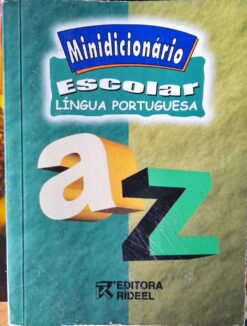 Minidicionário
Escolar
LÍNGUA PORTUGUESA
a
z
EDITORA
RIDEEL